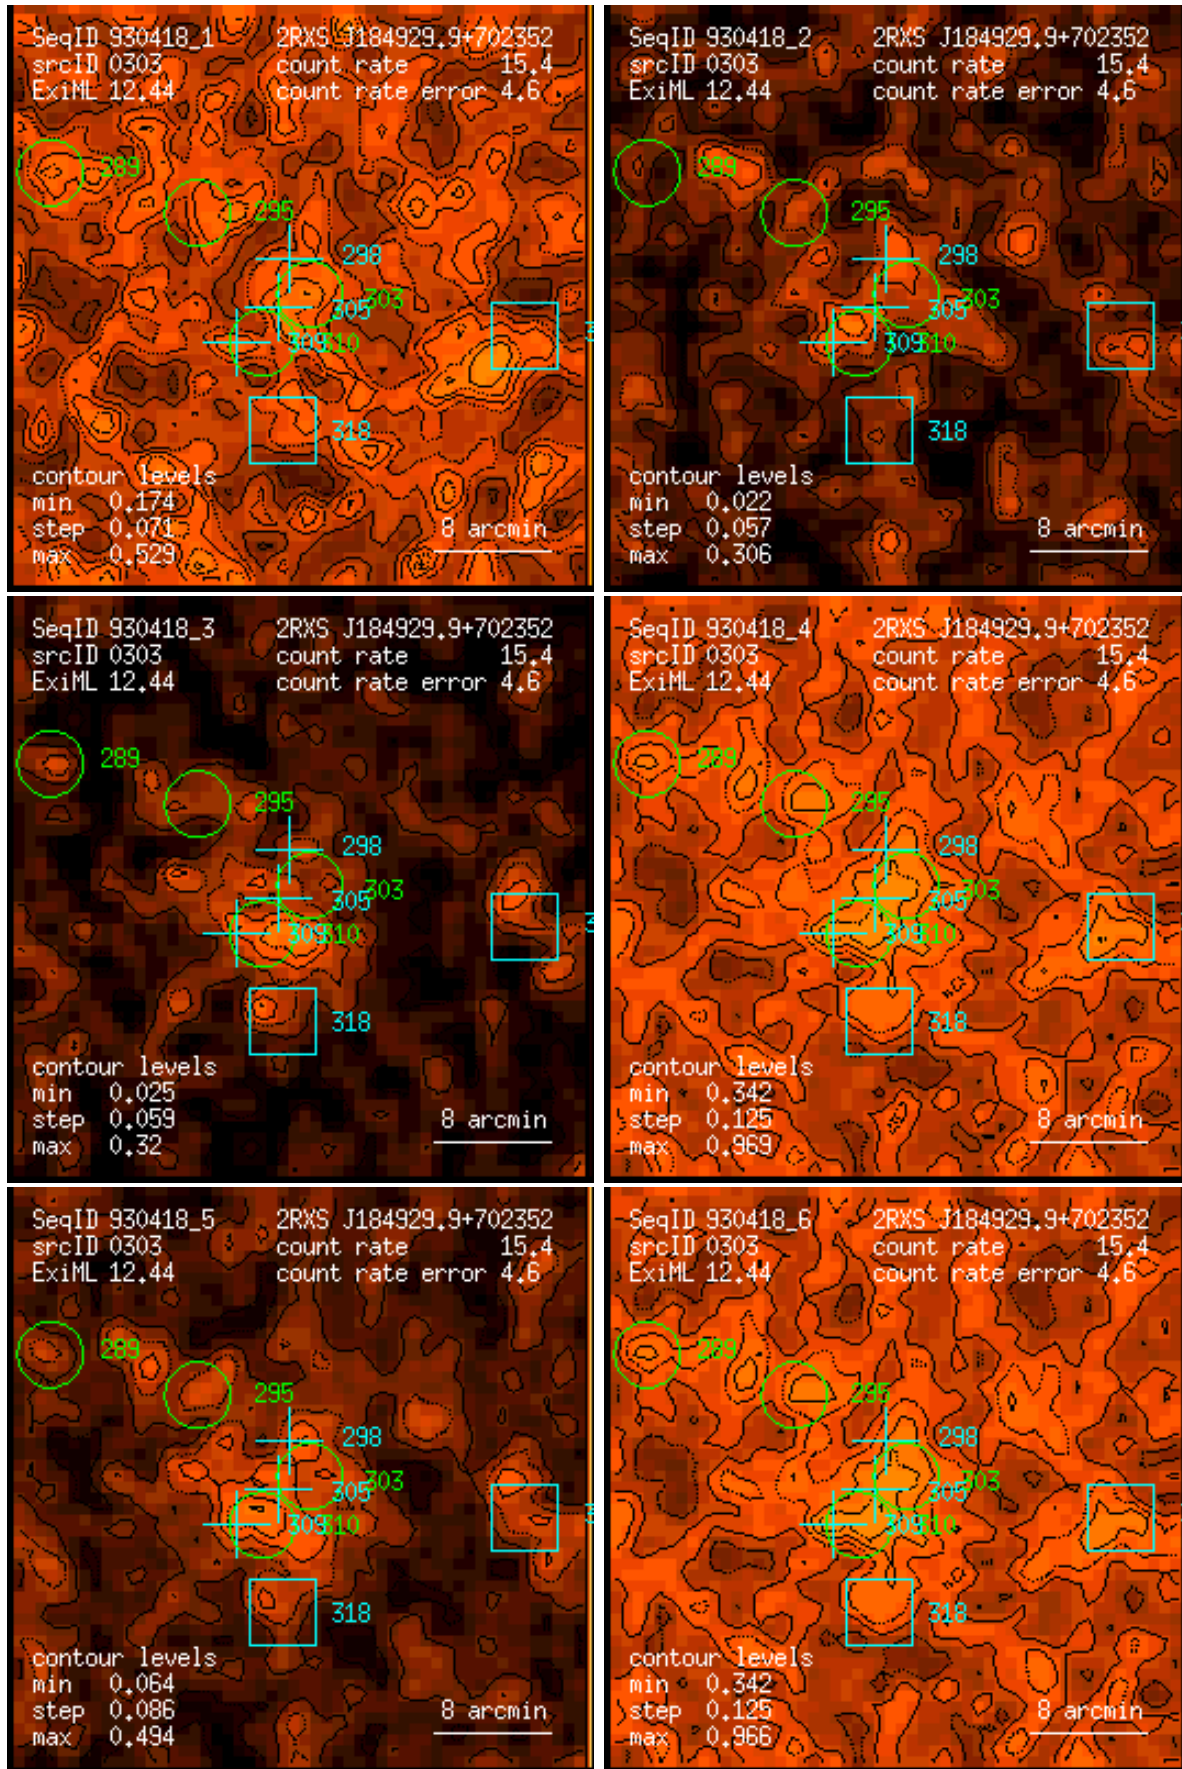 SeqID 930418_1 2RXS J184929.9+702352
srcID 0303 count rate 15.4
ExiML 12.44 count rate error 4.6
289
295
298
303
305
309 310
318
contour levels
min 0.174
step 0.071
max 0.529
8 arcmin
SeqID 930418_2 2RXS J184929.9+702352
srcID 0303 count rate 15.4
ExiML 12.44 count rate error 4.6
289
295
298
303
305
309 310
318
contour levels
min 0.022
step 0.057
max 0.306
8 arcmin
SeqID 930418_3 2RXS J184929.9+702352
srcID 0303 count rate 15.4
ExiML 12.44 count rate error 4.6
289
295
298
303
305
309 310
318
contour levels
min 0.025
step 0.059
max 0.32
8 arcmin
SeqID 930418_4 2RXS J184929.9+702352
srcID 0303 count rate 15.4
ExiML 12.44 count rate error 4.6
289
295
298
303
305
309 310
318
contour levels
min 0.342
step 0.125
max 0.969
8 arcmin
SeqID 930418_5 2RXS J184929.9+702352
srcID 0303 count rate 15.4
ExiML 12.44 count rate error 4.6
289
295
298
303
305
309 310
318
contour levels
min 0.064
step 0.086
max 0.494
8 arcmin
SeqID 930418_6 2RXS J184929.9+702352
srcID 0303 count rate 15.4
ExiML 12.44 count rate error 4.6
289
295
298
303
305
309 310
318
contour levels
min 0.342
step 0.125
max 0.966
8 arcmin